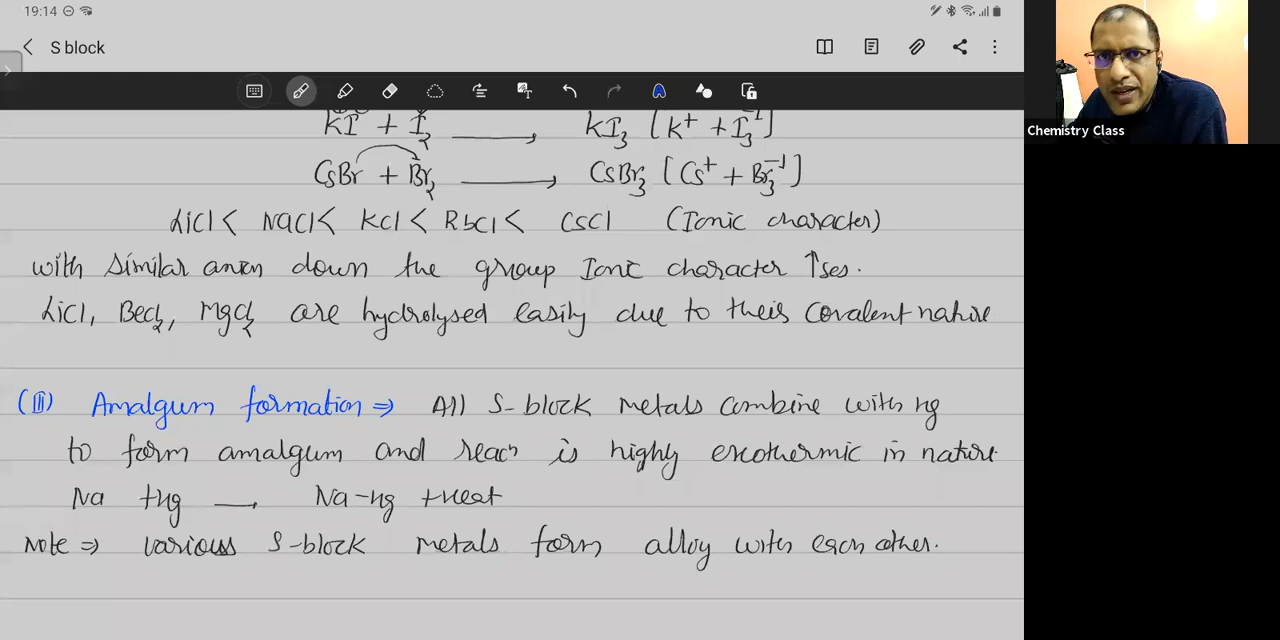 19:14
S block
KI + I₂ ⟶ KI₃ [K⁺ + I₃⁻¹]
CsBr + Br₂ ⟶ CsBr₃ [Cs⁺ + Br₃⁻¹]
LiCl < NaCl < KCl < RbCl < CsCl (Ionic character)
with similar anion down the group Ionic character ↑ses.
LiCl, BeCl₂, MgCl₂ are hydrolysed easily due to their covalent nature
(III) Amalgum formation ⇒ All S-block metals combine with Hg
to form amalgum and reacⁿ is highly exothermic in nature.
Na + Hg ⟶ Na-Hg + Heat
Note ⇒ various S-block metals form alloy with each other.
Chemistry Class